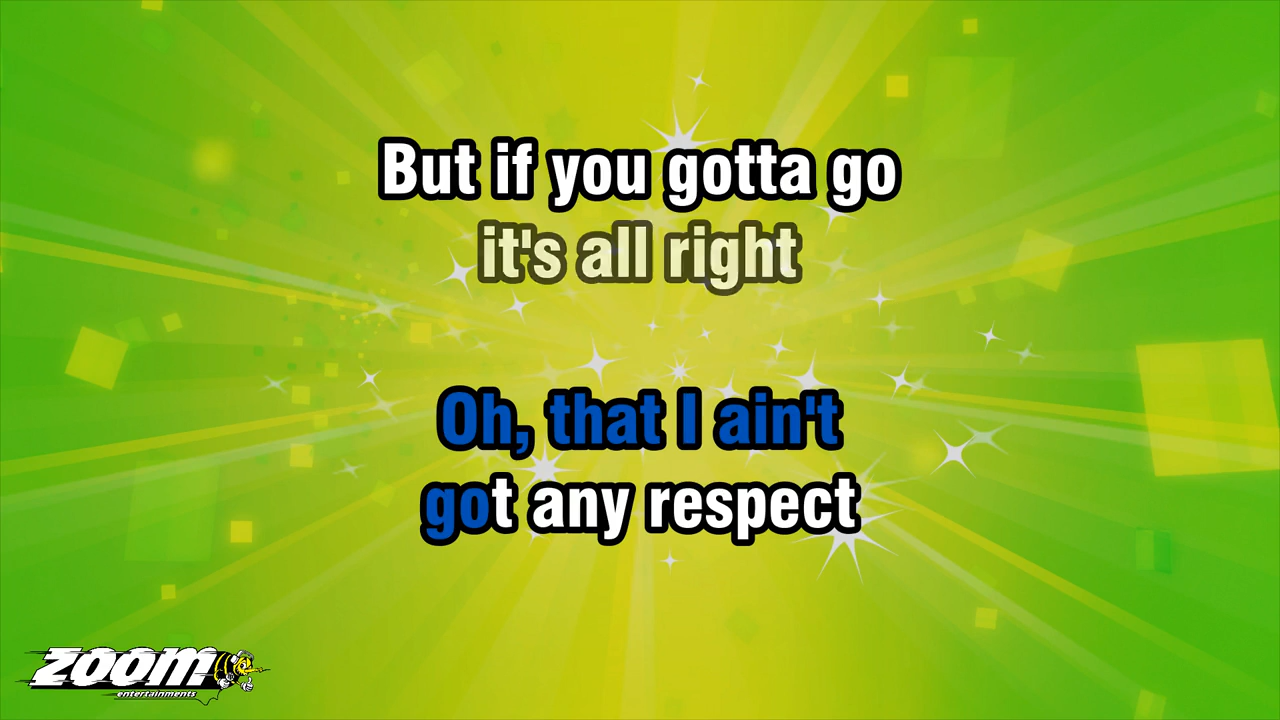 But if you gotta go
it's all right
Oh, that I ain't
got any respect
zoom
entertainments